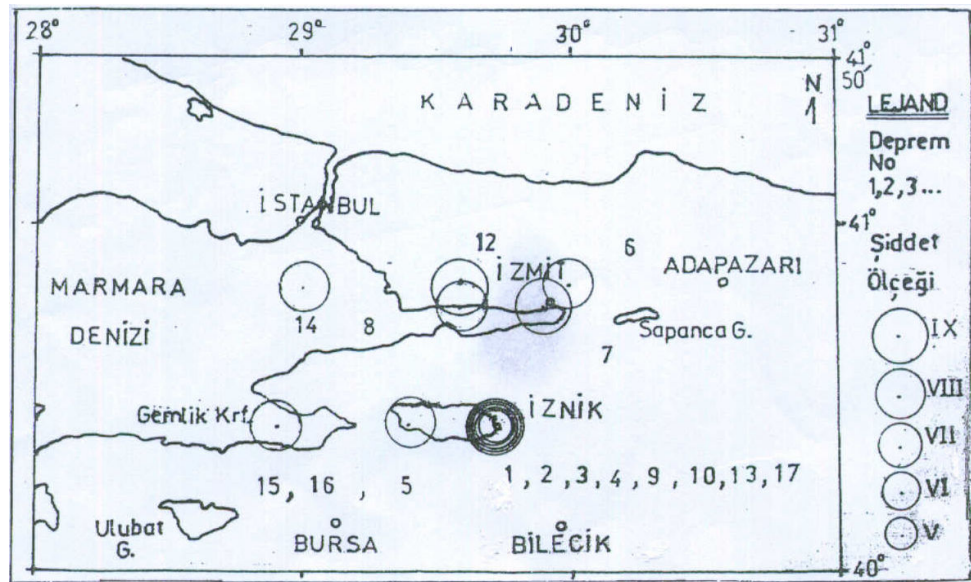 28° 29° 30° 31°
41°
50′
N
KARADENİZ
LEJAND
Deprem
No
1,2,3...
İSTANBUL
41°
12
6
Şiddet
Ölçeği
İZMİT
ADAPAZARI
MARMARA
DENİZİ
14
8
Sapanca G.
7
IX
VIII
VII
VI
V
Gemlik Krf.
İZNİK
15, 16, 5
1, 2, 3, 4, 9, 10, 13, 17
Ulubat
G.
BURSA
BİLECİK
40°